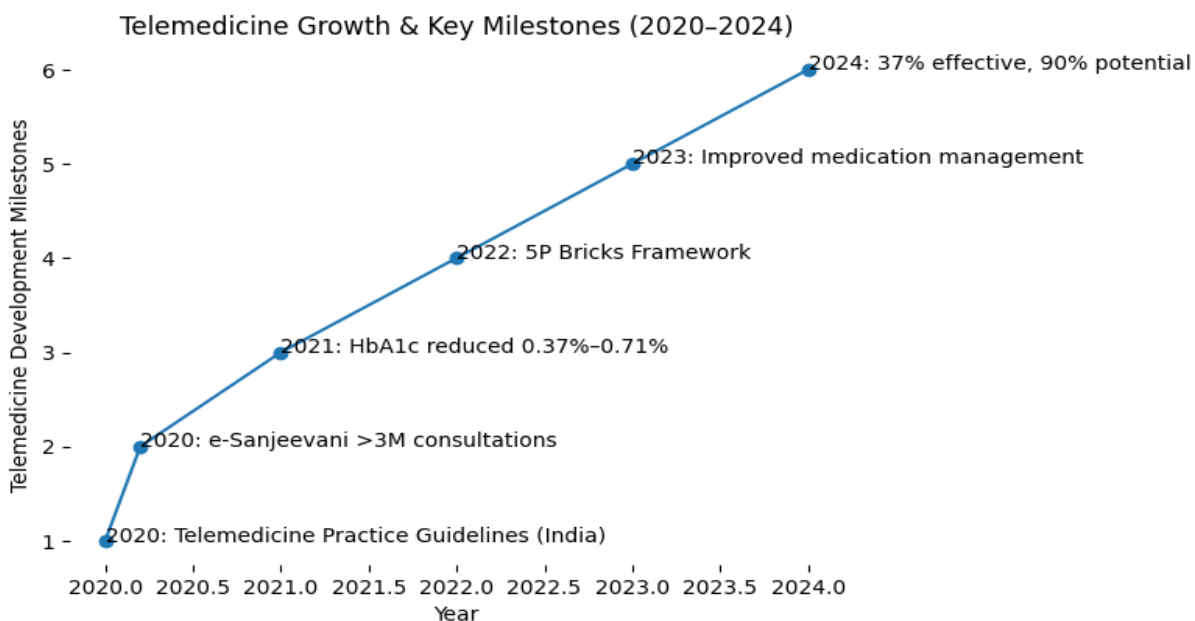 Telemedicine Growth & Key Milestones (2020–2024)
Telemedicine Development Milestones
6
5
4
3
2
1
2024: 37% effective, 90% potential
2023: Improved medication management
2022: 5P Bricks Framework
2021: HbA1c reduced 0.37%–0.71%
2020: e-Sanjeevani >3M consultations
2020: Telemedicine Practice Guidelines (India)
2020.0 2020.5 2021.0 2021.5 2022.0 2022.5 2023.0 2023.5 2024.0
Year